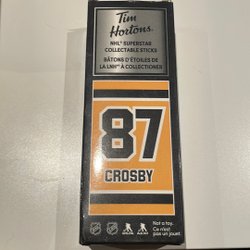 Tim
Hortons
NHL® SUPERSTAR
COLLECTABLE STICKS
BÂTONS D'ÉTOILES DE
LA LNHᴹᶜ À COLLECTIONNER
87
CROSBY
Not a toy.
Ce n'est pas
un jouet.